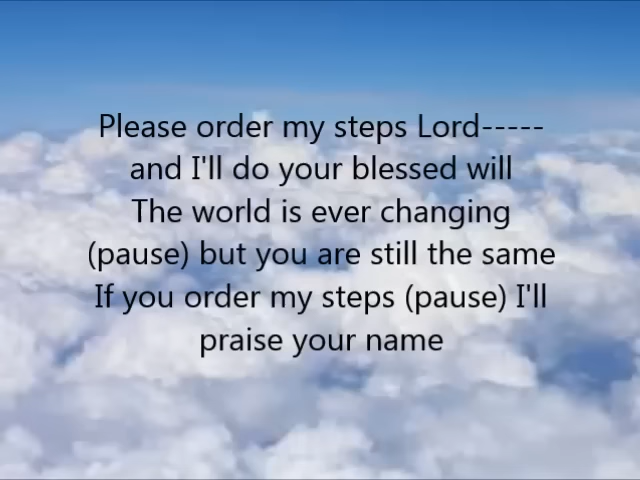 Please order my steps Lord-----
and I'll do your blessed will
The world is ever changing
(pause) but you are still the same
If you order my steps (pause) I'll
praise your name